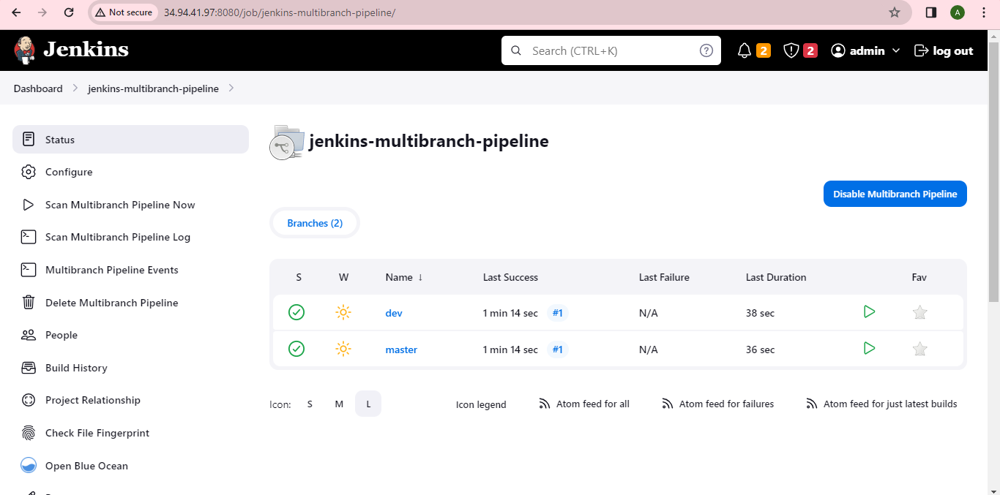 Not secure 34.94.41.97:8080/job/jenkins-multibranch-pipeline/ A
Jenkins Search (CTRL+K) ? 2 2 admin log out
Dashboard jenkins-multibranch-pipeline
Status
Configure
Scan Multibranch Pipeline Now
Scan Multibranch Pipeline Log
Multibranch Pipeline Events
Delete Multibranch Pipeline
People
Build History
Project Relationship
Check File Fingerprint
Open Blue Ocean
jenkins-multibranch-pipeline
Disable Multibranch Pipeline
Branches (2)
S W Name ↓ Last Success Last Failure Last Duration Fav
dev 1 min 14 sec #1 N/A 38 sec
master 1 min 14 sec #1 N/A 36 sec
Icon: S M L Icon legend Atom feed for all Atom feed for failures Atom feed for just latest builds